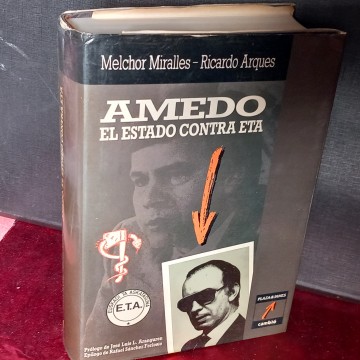 Melchor Miralles - Ricardo Arques
AMEDO
EL ESTADO CONTRA ETA
E.T.A.
Prólogo de José Luis L. Aranguren
Epílogo de Rafael Sánchez Ferlosio
PLAZA & JANES
cambio